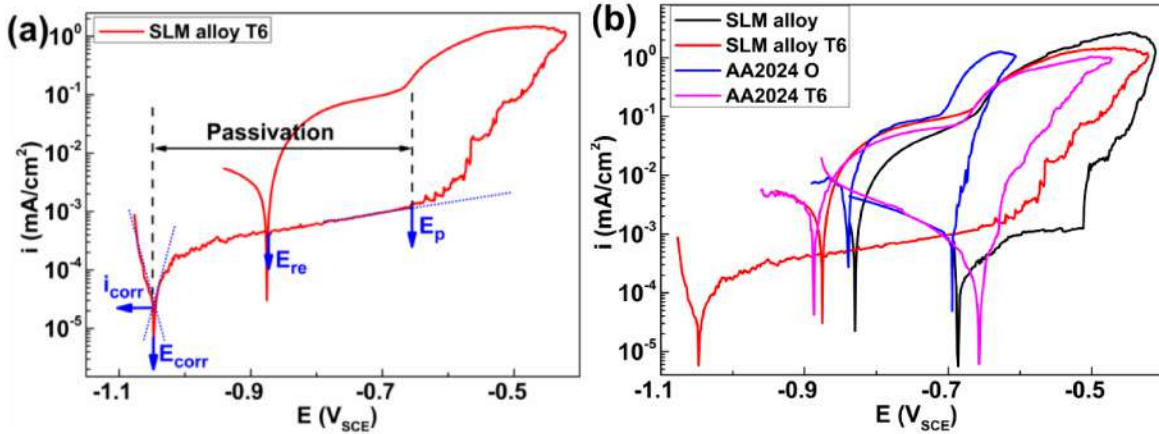 (a)
SLM alloy T6
10⁰
10⁻¹
10⁻²
10⁻³
10⁻⁴
10⁻⁵
i (mA/cm²)
Passivation
E_p
E_re
i_corr
E_corr
-1.1
-0.9
-0.7
-0.5
E (V_SCE)
(b)
SLM alloy
SLM alloy T6
AA2024 O
AA2024 T6
10⁰
10⁻¹
10⁻²
10⁻³
10⁻⁴
10⁻⁵
i (mA/cm²)
-1.1
-0.9
-0.7
-0.5
E (V_SCE)